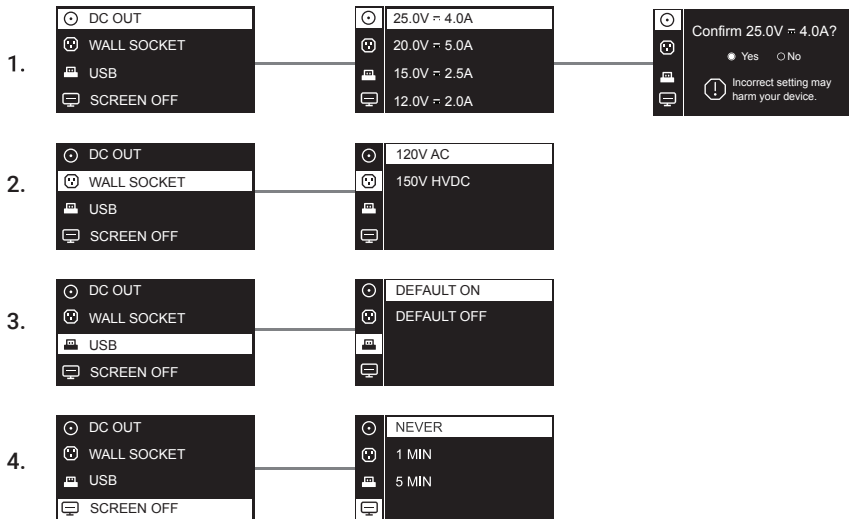 1.
DC OUT
WALL SOCKET
USB
SCREEN OFF
25.0V ⎓ 4.0A
20.0V ⎓ 5.0A
15.0V ⎓ 2.5A
12.0V ⎓ 2.0A
Confirm 25.0V ⎓ 4.0A?
Yes No
Incorrect setting may
harm your device.
2.
DC OUT
WALL SOCKET
USB
SCREEN OFF
120V AC
150V HVDC
3.
DC OUT
WALL SOCKET
USB
SCREEN OFF
DEFAULT ON
DEFAULT OFF
4.
DC OUT
WALL SOCKET
USB
SCREEN OFF
NEVER
1 MIN
5 MIN